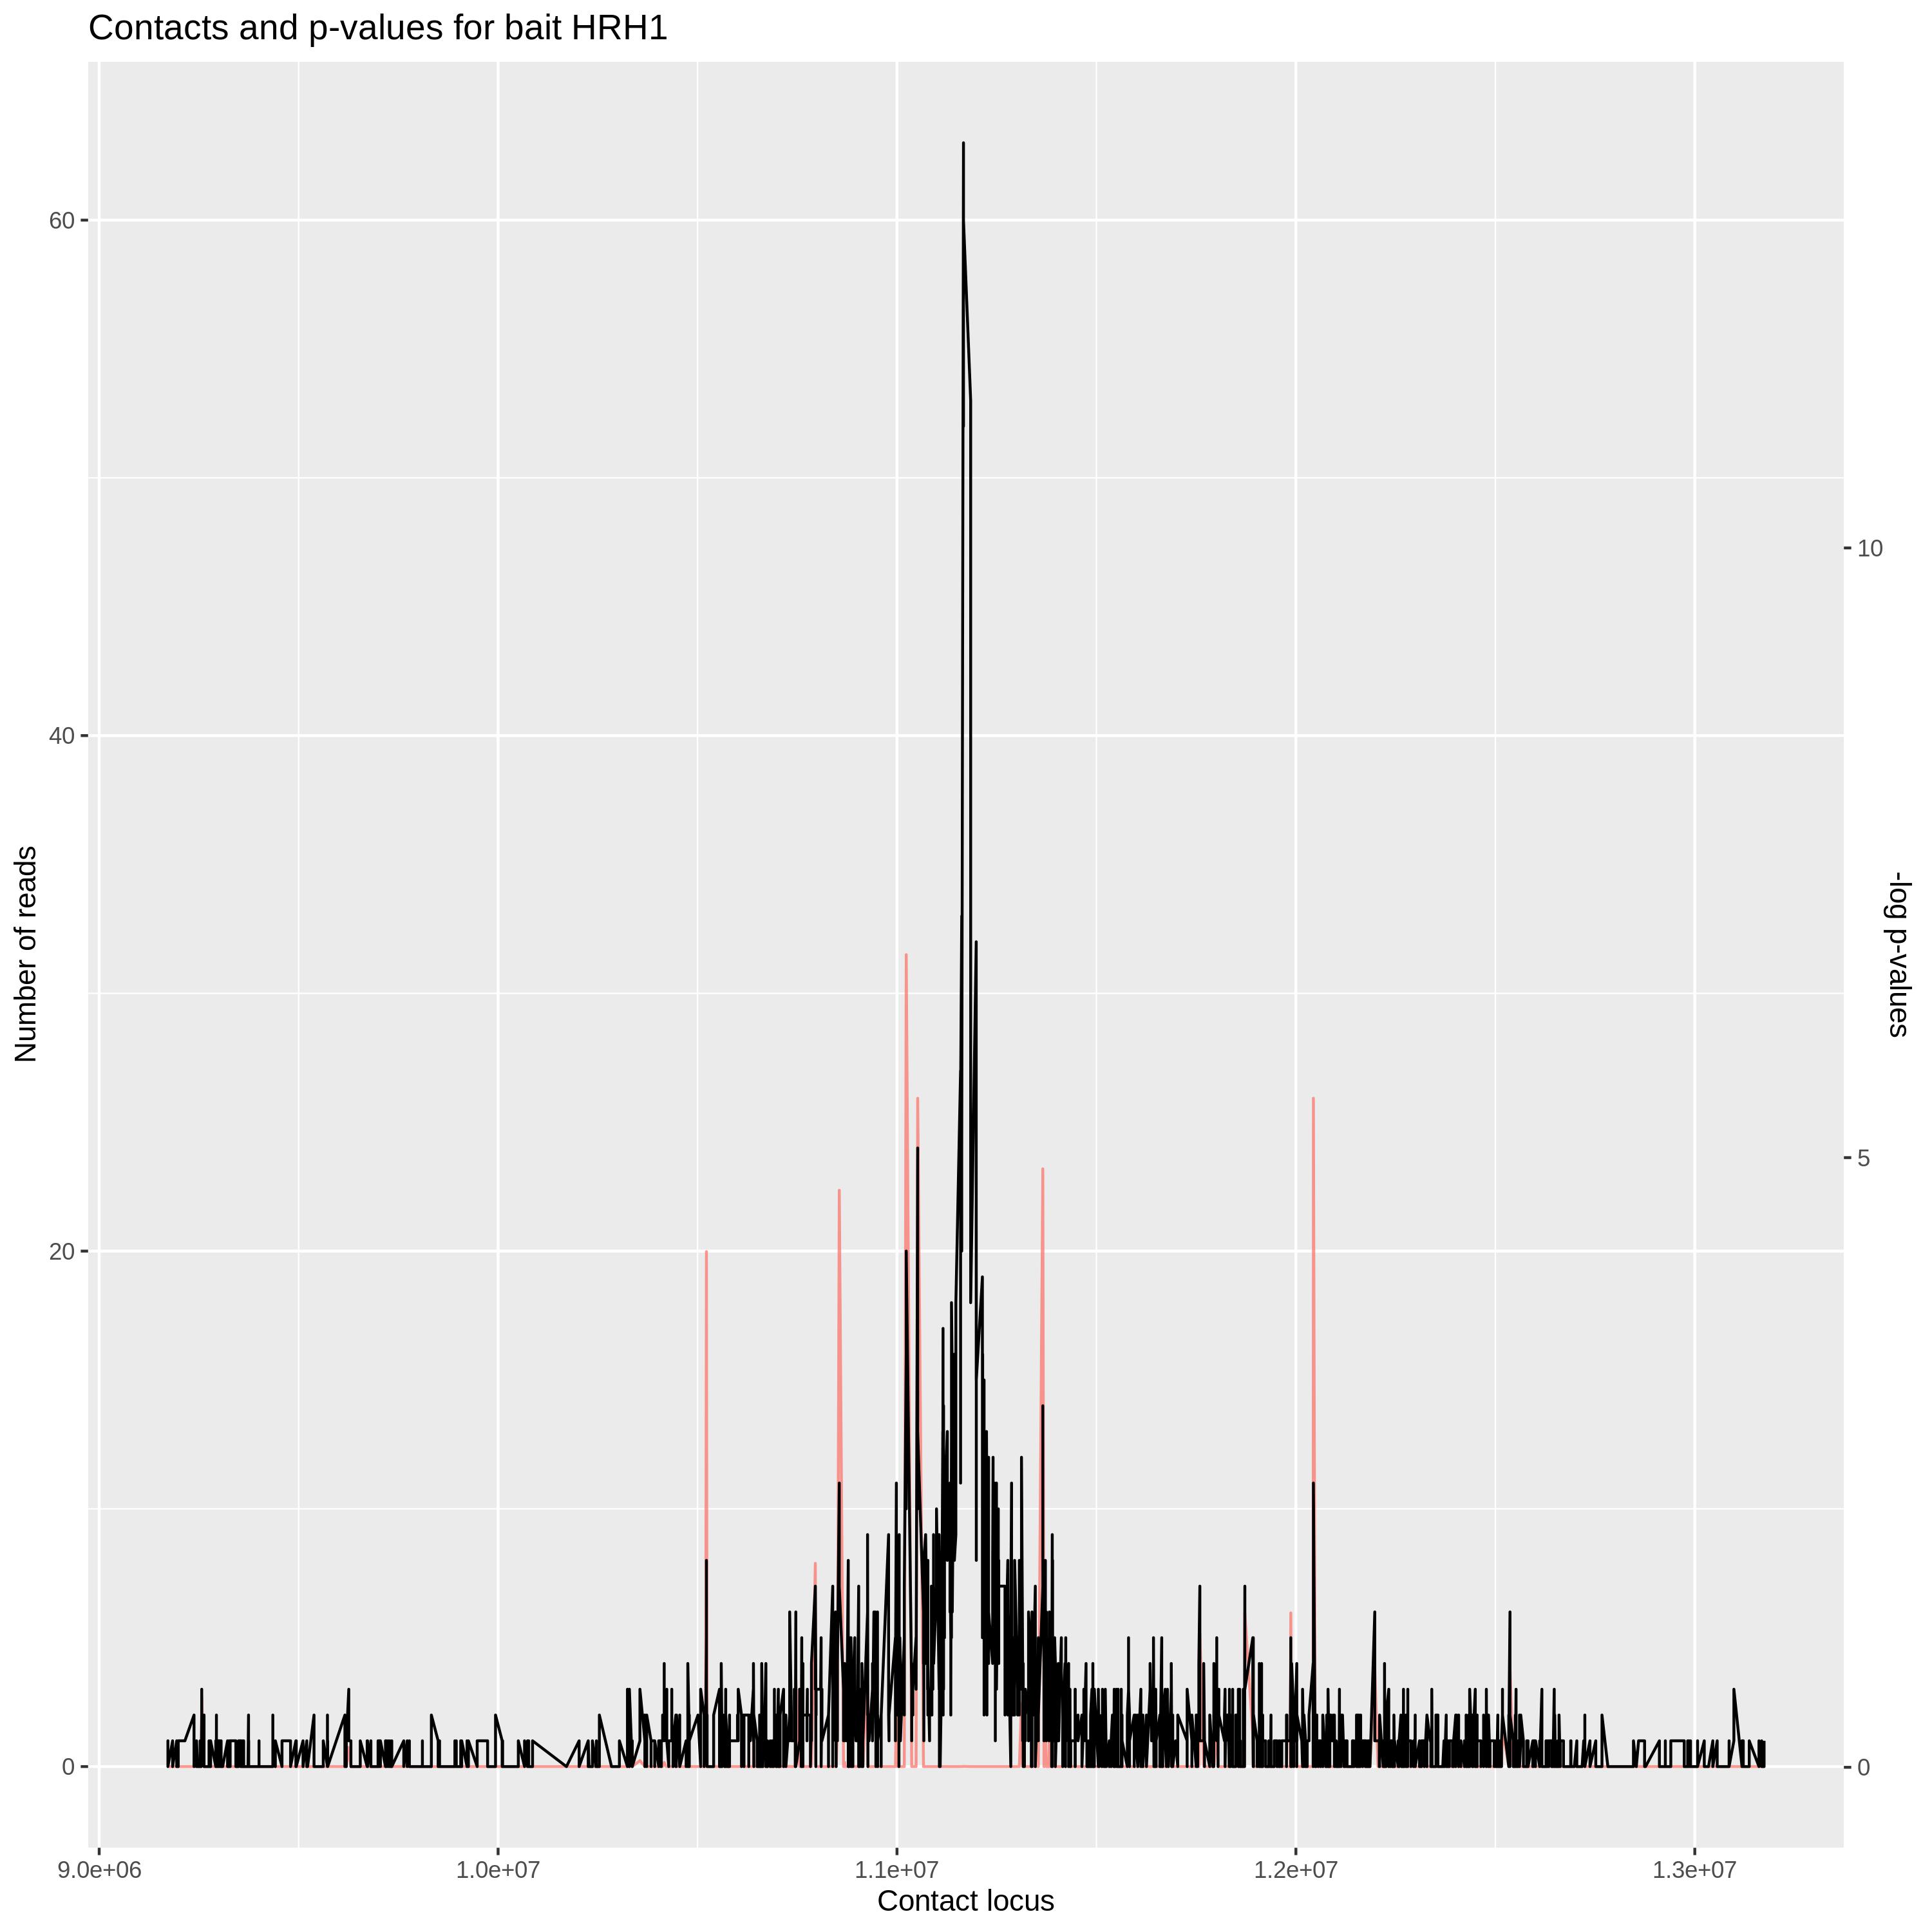 Contacts and p-values for bait HRH1
60
40
20
0
Number of reads
10
5
0
-log p-values
9.0e+06
1.0e+07
1.1e+07
1.2e+07
1.3e+07
Contact locus